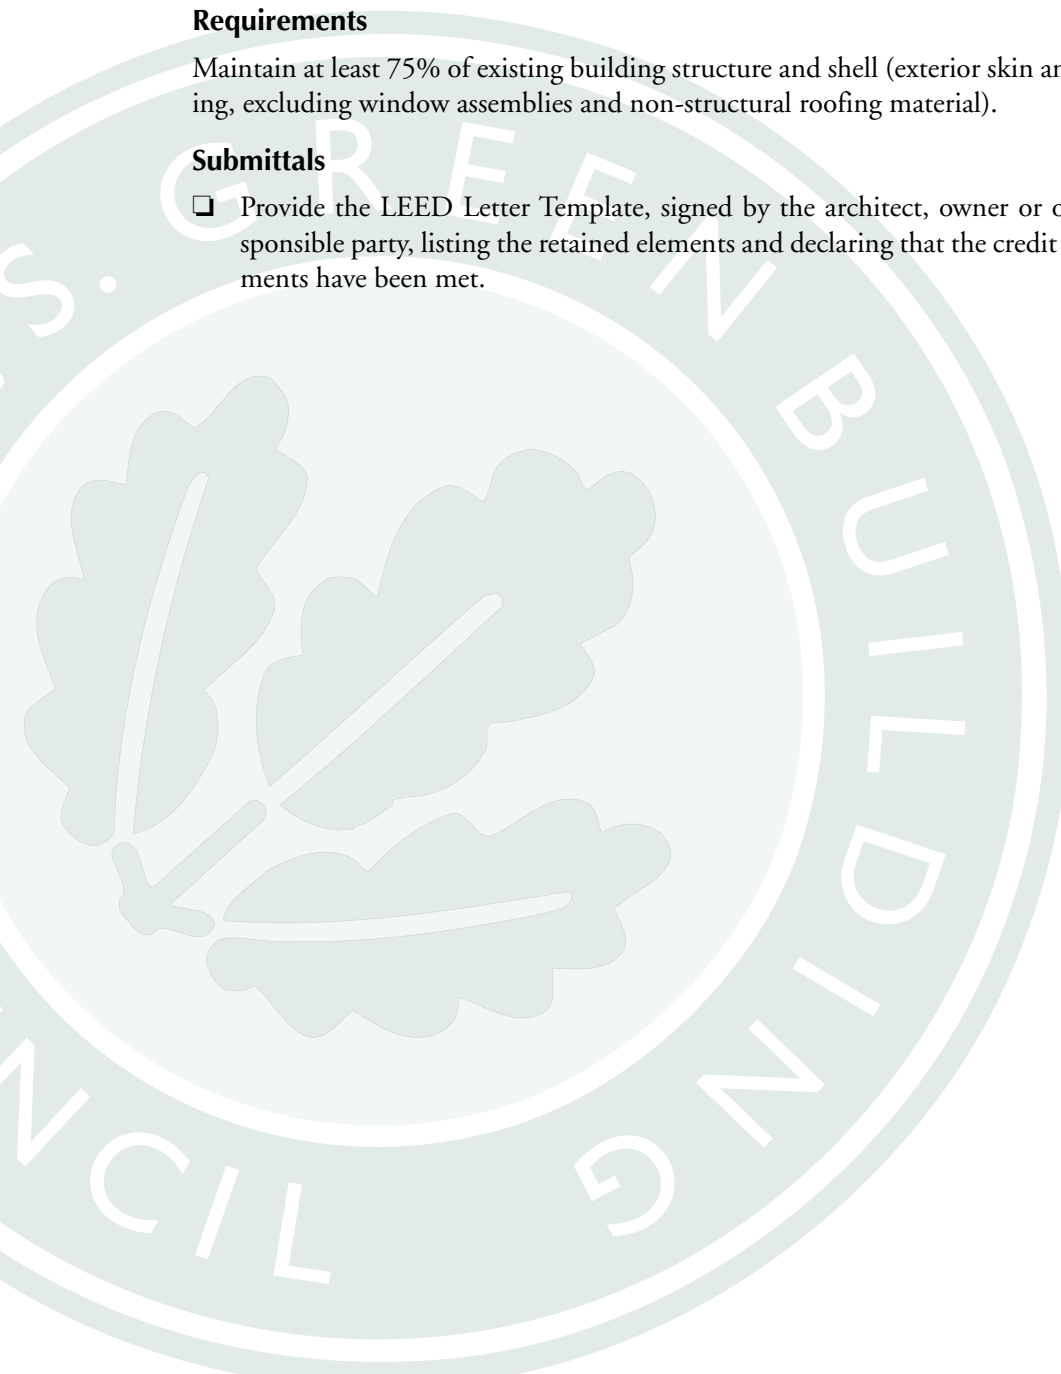 Requirements
Maintain at least 75% of existing building structure and shell (exterior skin
ing, excluding window assemblies and non-structural roofing material).
Submittals
❏ Provide the LEED Letter Template, signed by the architect, owner or
sponsible party, listing the retained elements and declaring that the credit
ments have been met.
S. GREEN BUILDING
NCIL